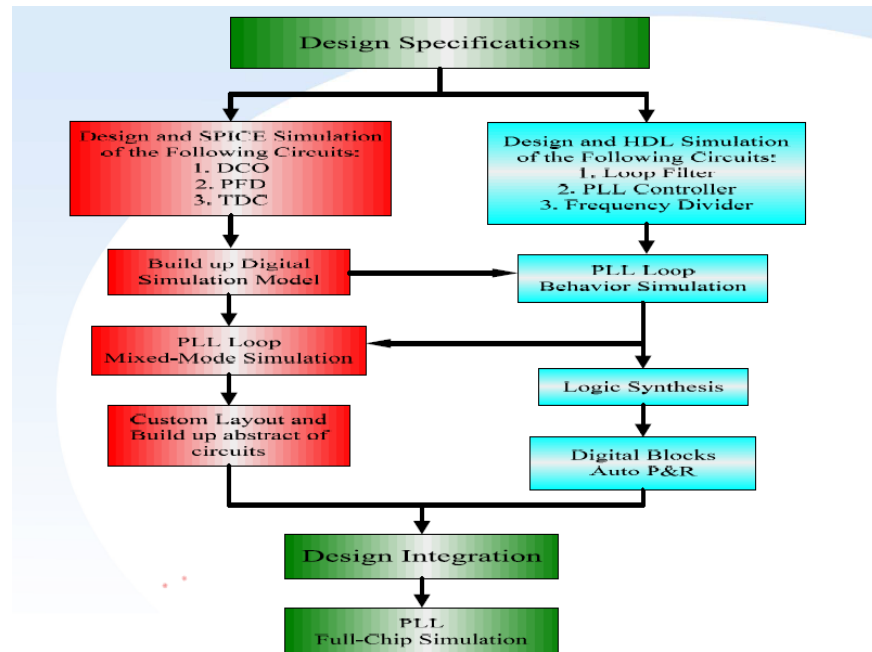 Design Specifications
Design and SPICE Simulation
of the Following Circuits:
1. DCO
2. PFD
3. TDC
Design and HDL Simulation
of the Following Circuits:
1. Loop Filter
2. PLL Controller
3. Frequency Divider
Build up Digital
Simulation Model
PLL Loop
Behavior Simulation
PLL Loop
Mixed-Mode Simulation
Logic Synthesis
Custom Layout and
Build up abstract of
circuits
Digital Blocks
Auto P&R
Design Integration
PLL
Full-Chip Simulation